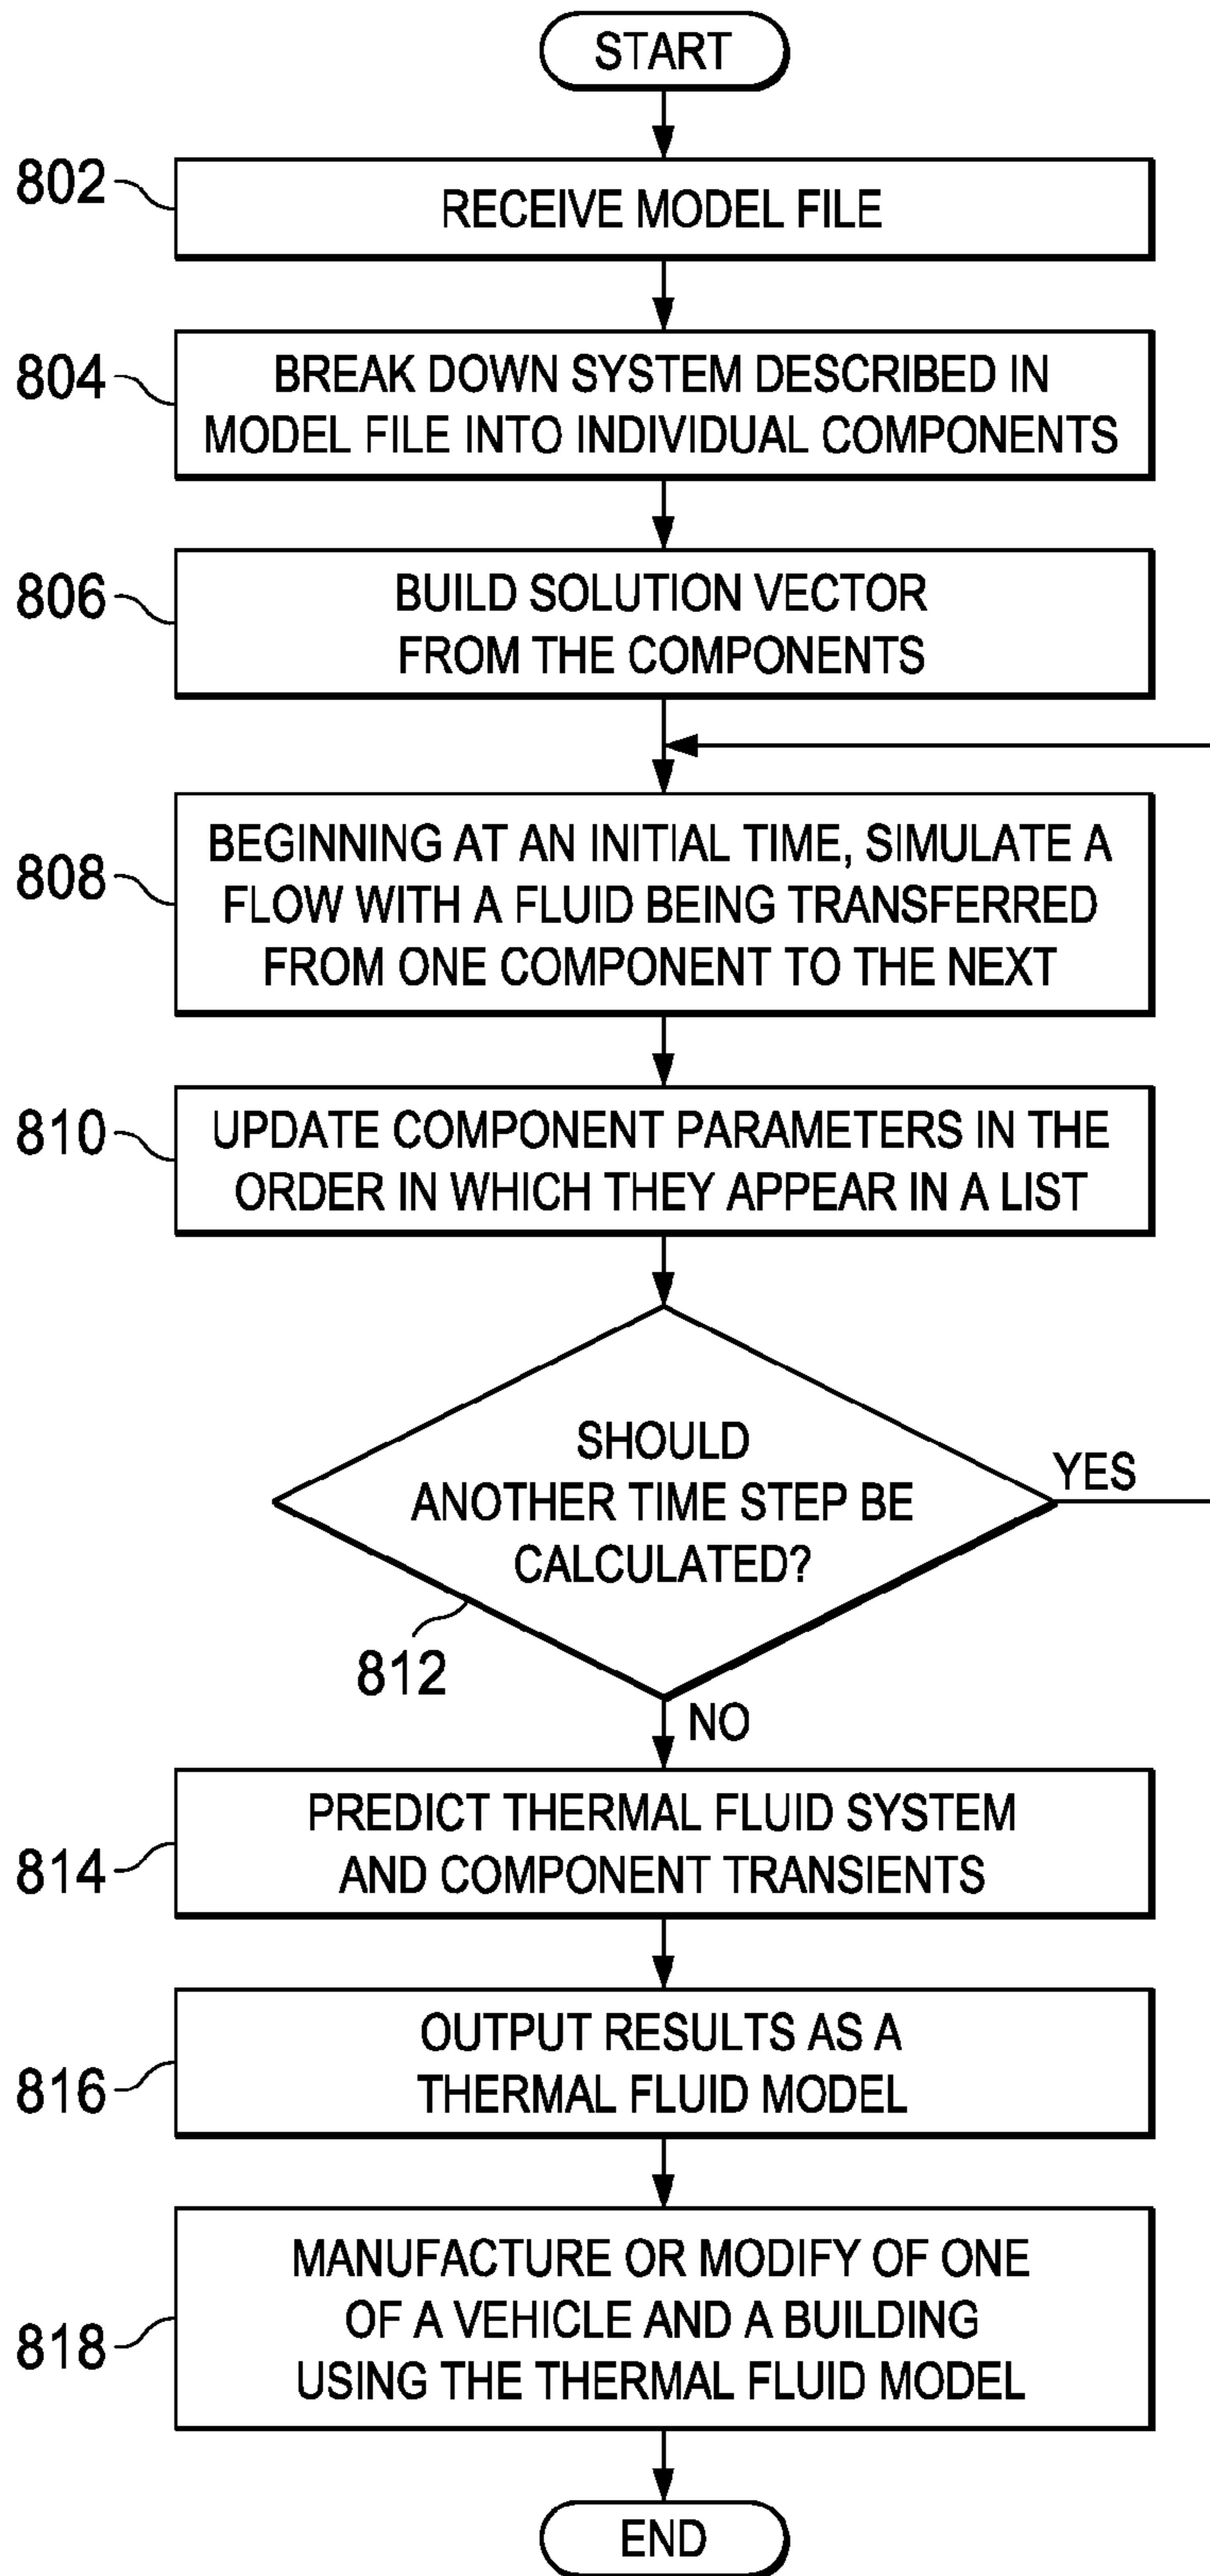 START
802
RECEIVE MODEL FILE
804
BREAK DOWN SYSTEM DESCRIBED IN
MODEL FILE INTO INDIVIDUAL COMPONENTS
806
BUILD SOLUTION VECTOR
FROM THE COMPONENTS
808
BEGINNING AT AN INITIAL TIME, SIMULATE A
FLOW WITH A FLUID BEING TRANSFERRED
FROM ONE COMPONENT TO THE NEXT
810
UPDATE COMPONENT PARAMETERS IN THE
ORDER IN WHICH THEY APPEAR IN A LIST
SHOULD
ANOTHER TIME STEP BE
CALCULATED?
YES
812
NO
814
PREDICT THERMAL FLUID SYSTEM
AND COMPONENT TRANSIENTS
816
OUTPUT RESULTS AS A
THERMAL FLUID MODEL
818
MANUFACTURE OR MODIFY OF ONE
OF A VEHICLE AND A BUILDING
USING THE THERMAL FLUID MODEL
END